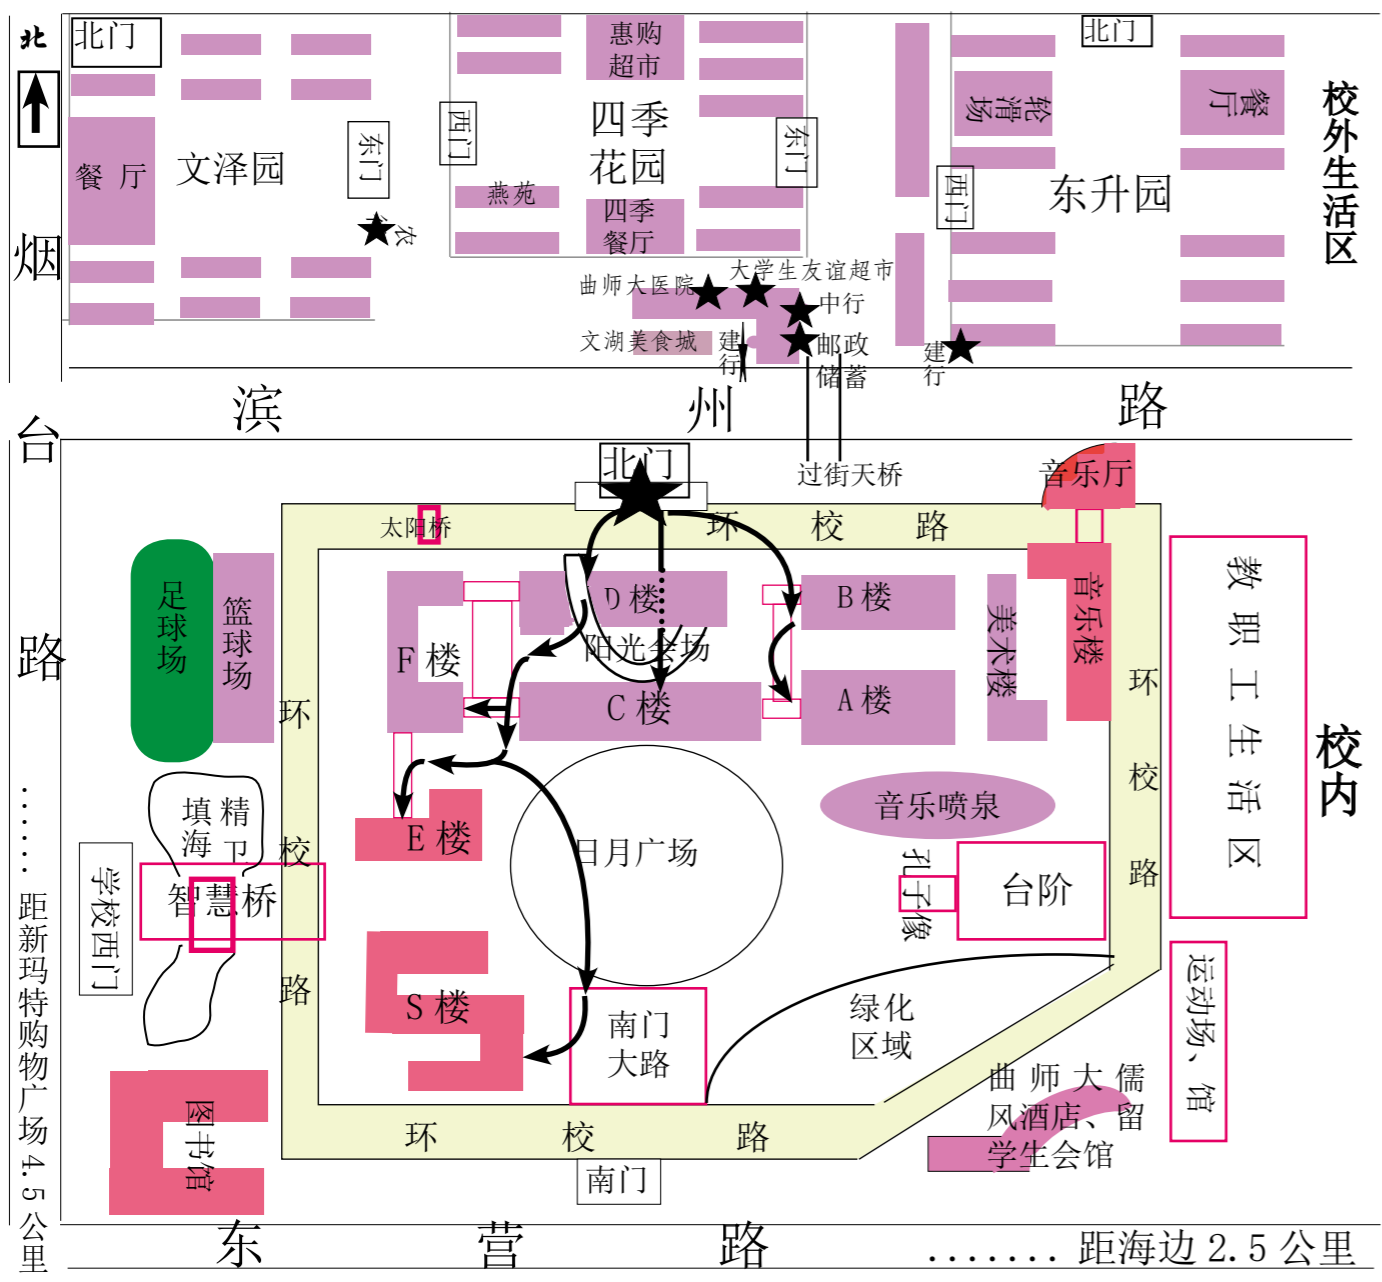 北
北门
惠购
超市
北门
校外生活区
西门
四季
花园
东门
轮滑场
餐厅
东门
餐 厅
文泽园
燕苑
四季
餐厅
西门
东升园
农
烟台路
曲师大医院
大学生友谊超市
中行
文湖美食城
建行
邮政
储蓄
建行
滨 州 路
北门
过街天桥
音乐厅
太阳桥
环 校 路
足球场
篮球场
D 楼
B 楼
美术楼
音乐楼
教职工生活区
F 楼
阳光会场
C 楼
A 楼
环 校 路
环 校 路
校内
填 精
海 卫
音乐喷泉
E 楼
日月广场
孔子像
台阶
智慧桥
学校西门
S 楼
南门
大路
绿化
区域
运动场、馆
图书馆
曲 师 大 儒
风酒店、留
学生会馆
环 校 路
南门
.......距新玛特购物广场4.5公里
东 营 路
.......距海边2.5公里